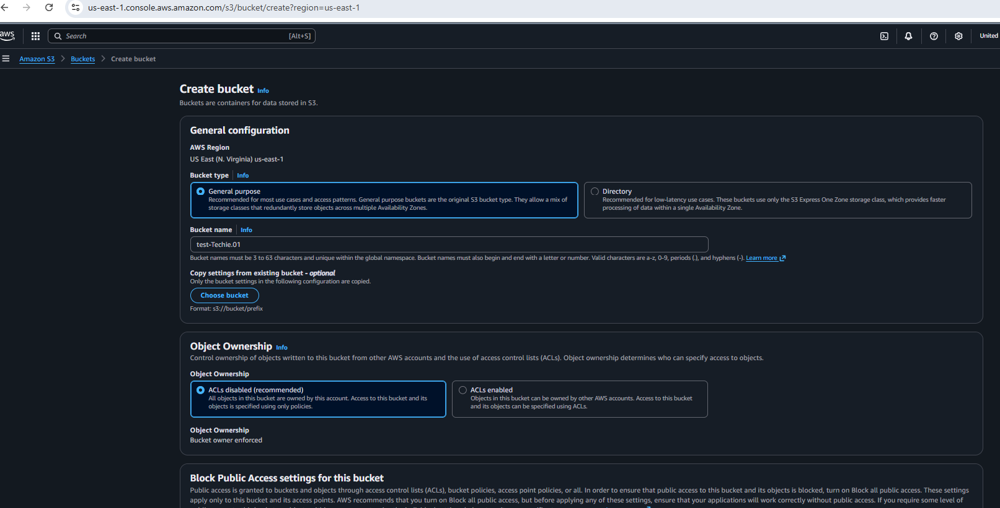 us-east-1.console.aws.amazon.com/s3/bucket/create?region=us-east-1
aws
Search
[Alt+S]
United
Amazon S3
Buckets
Create bucket
Create bucket Info
Buckets are containers for data stored in S3.
General configuration
AWS Region
US East (N. Virginia) us-east-1
Bucket type Info
General purpose
Recommended for most use cases and access patterns. General purpose buckets are the original S3 bucket type. They allow a mix of
storage classes that redundantly store objects across multiple Availability Zones.
Directory
Recommended for low-latency use cases. These buckets use only the S3 Express One Zone storage class, which provides faster
processing of data within a single Availability Zone.
Bucket name Info
test-Techie.01
Bucket names must be 3 to 63 characters and unique within the global namespace. Bucket names must also begin and end with a letter or number. Valid characters are a-z, 0-9, periods (.), and hyphens (-). Learn more
Copy settings from existing bucket - optional
Only the bucket settings in the following configuration are copied.
Choose bucket
Format: s3://bucket/prefix
Object Ownership Info
Control ownership of objects written to this bucket from other AWS accounts and the use of access control lists (ACLs). Object ownership determines who can specify access to objects.
Object Ownership
ACLs disabled (recommended)
All objects in this bucket are owned by this account. Access to this bucket and its
objects is specified using only policies.
ACLs enabled
Objects in this bucket can be owned by other AWS accounts. Access to this bucket
and its objects can be specified using ACLs.
Object Ownership
Bucket owner enforced
Block Public Access settings for this bucket
Public access is granted to buckets and objects through access control lists (ACLs), bucket policies, access point policies, or all. In order to ensure that public access to this bucket and its objects is blocked, turn on Block all public access. These settings
apply only to this bucket and its access points. AWS recommends that you turn on Block all public access, but before applying any of these settings, ensure that your applications will work correctly without public access. If you require some level of